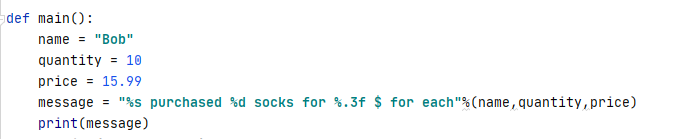 def main():
    name = "Bob"
    quantity = 10
    price = 15.99
    message = "%s purchased %d socks for %.3f $ for each"%(name,quantity,price)
    print(message)